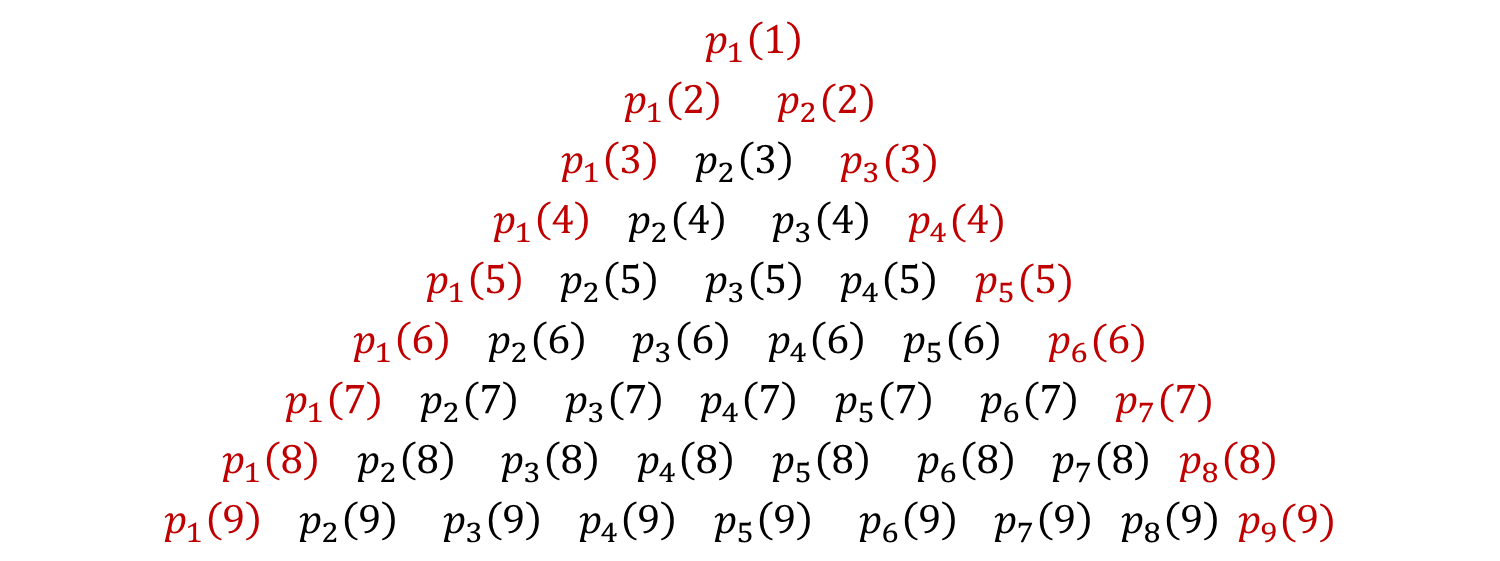 p₁(1)
p₁(2) p₂(2)
p₁(3) p₂(3) p₃(3)
p₁(4) p₂(4) p₃(4) p₄(4)
p₁(5) p₂(5) p₃(5) p₄(5) p₅(5)
p₁(6) p₂(6) p₃(6) p₄(6) p₅(6) p₆(6)
p₁(7) p₂(7) p₃(7) p₄(7) p₅(7) p₆(7) p₇(7)
p₁(8) p₂(8) p₃(8) p₄(8) p₅(8) p₆(8) p₇(8) p₈(8)
p₁(9) p₂(9) p₃(9) p₄(9) p₅(9) p₆(9) p₇(9) p₈(9) p₉(9)